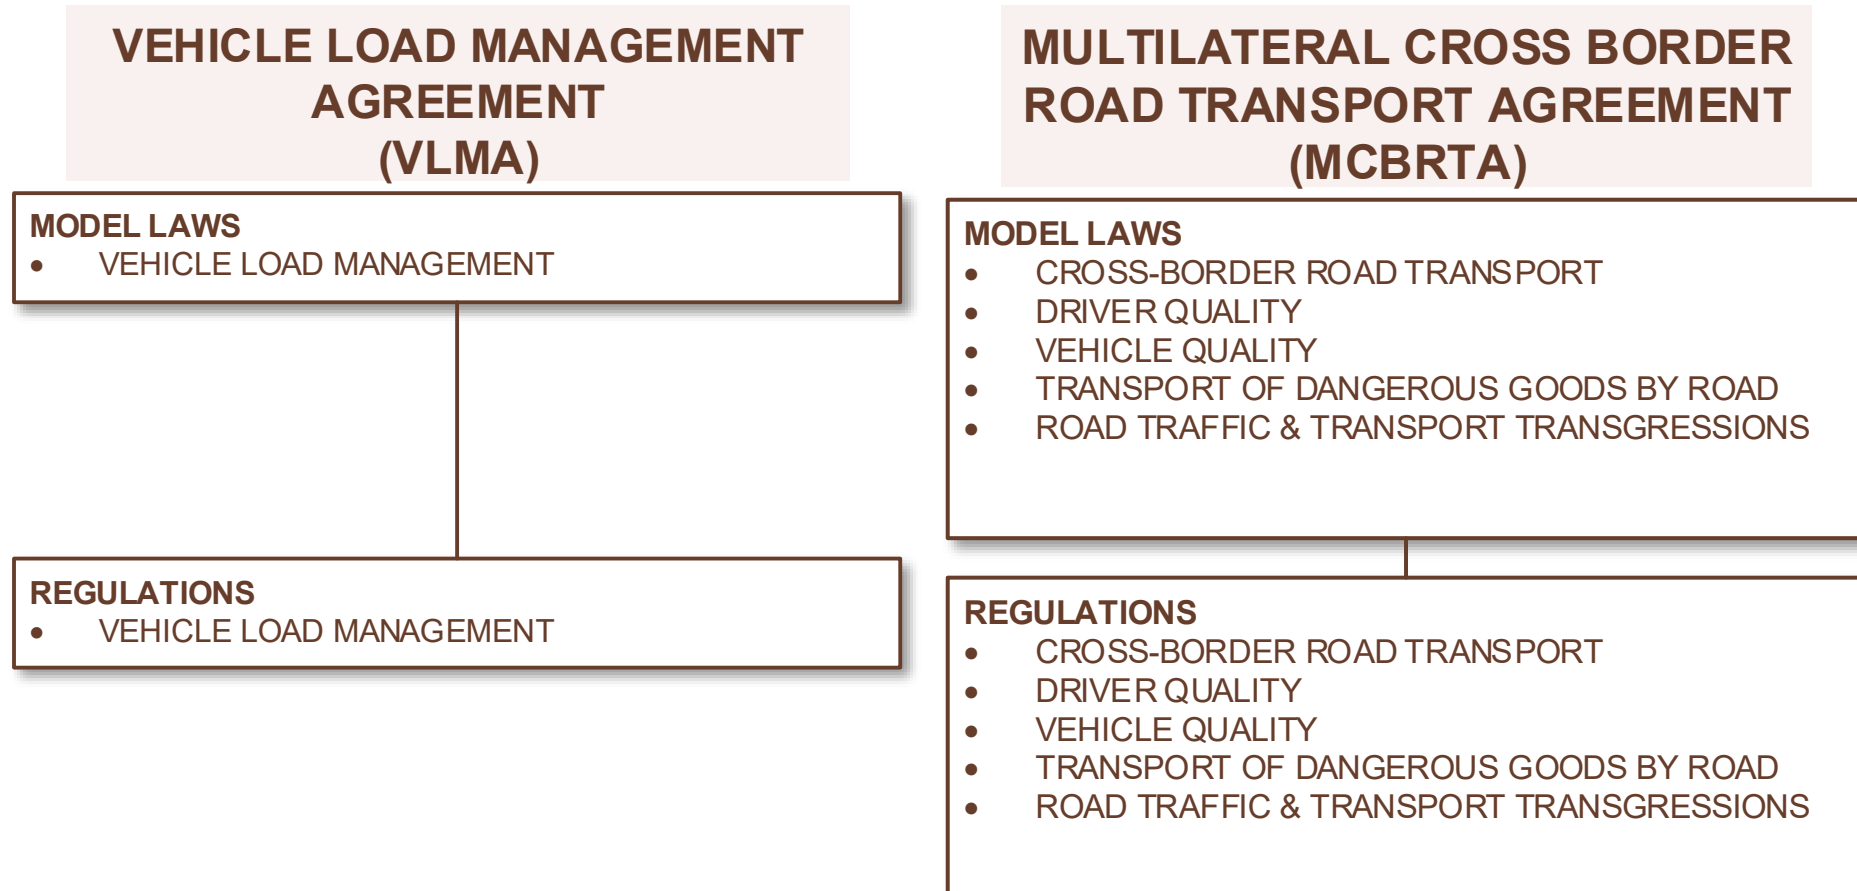 VEHICLE LOAD MANAGEMENT
AGREEMENT
(VLMA)
MODEL LAWS
• VEHICLE LOAD MANAGEMENT
REGULATIONS
• VEHICLE LOAD MANAGEMENT
MULTILATERAL CROSS BORDER
ROAD TRANSPORT AGREEMENT
(MCBRTA)
MODEL LAWS
• CROSS-BORDER ROAD TRANSPORT
• DRIVER QUALITY
• VEHICLE QUALITY
• TRANSPORT OF DANGEROUS GOODS BY ROAD
• ROAD TRAFFIC & TRANSPORT TRANSGRESSIONS
REGULATIONS
• CROSS-BORDER ROAD TRANSPORT
• DRIVER QUALITY
• VEHICLE QUALITY
• TRANSPORT OF DANGEROUS GOODS BY ROAD
• ROAD TRAFFIC & TRANSPORT TRANSGRESSIONS